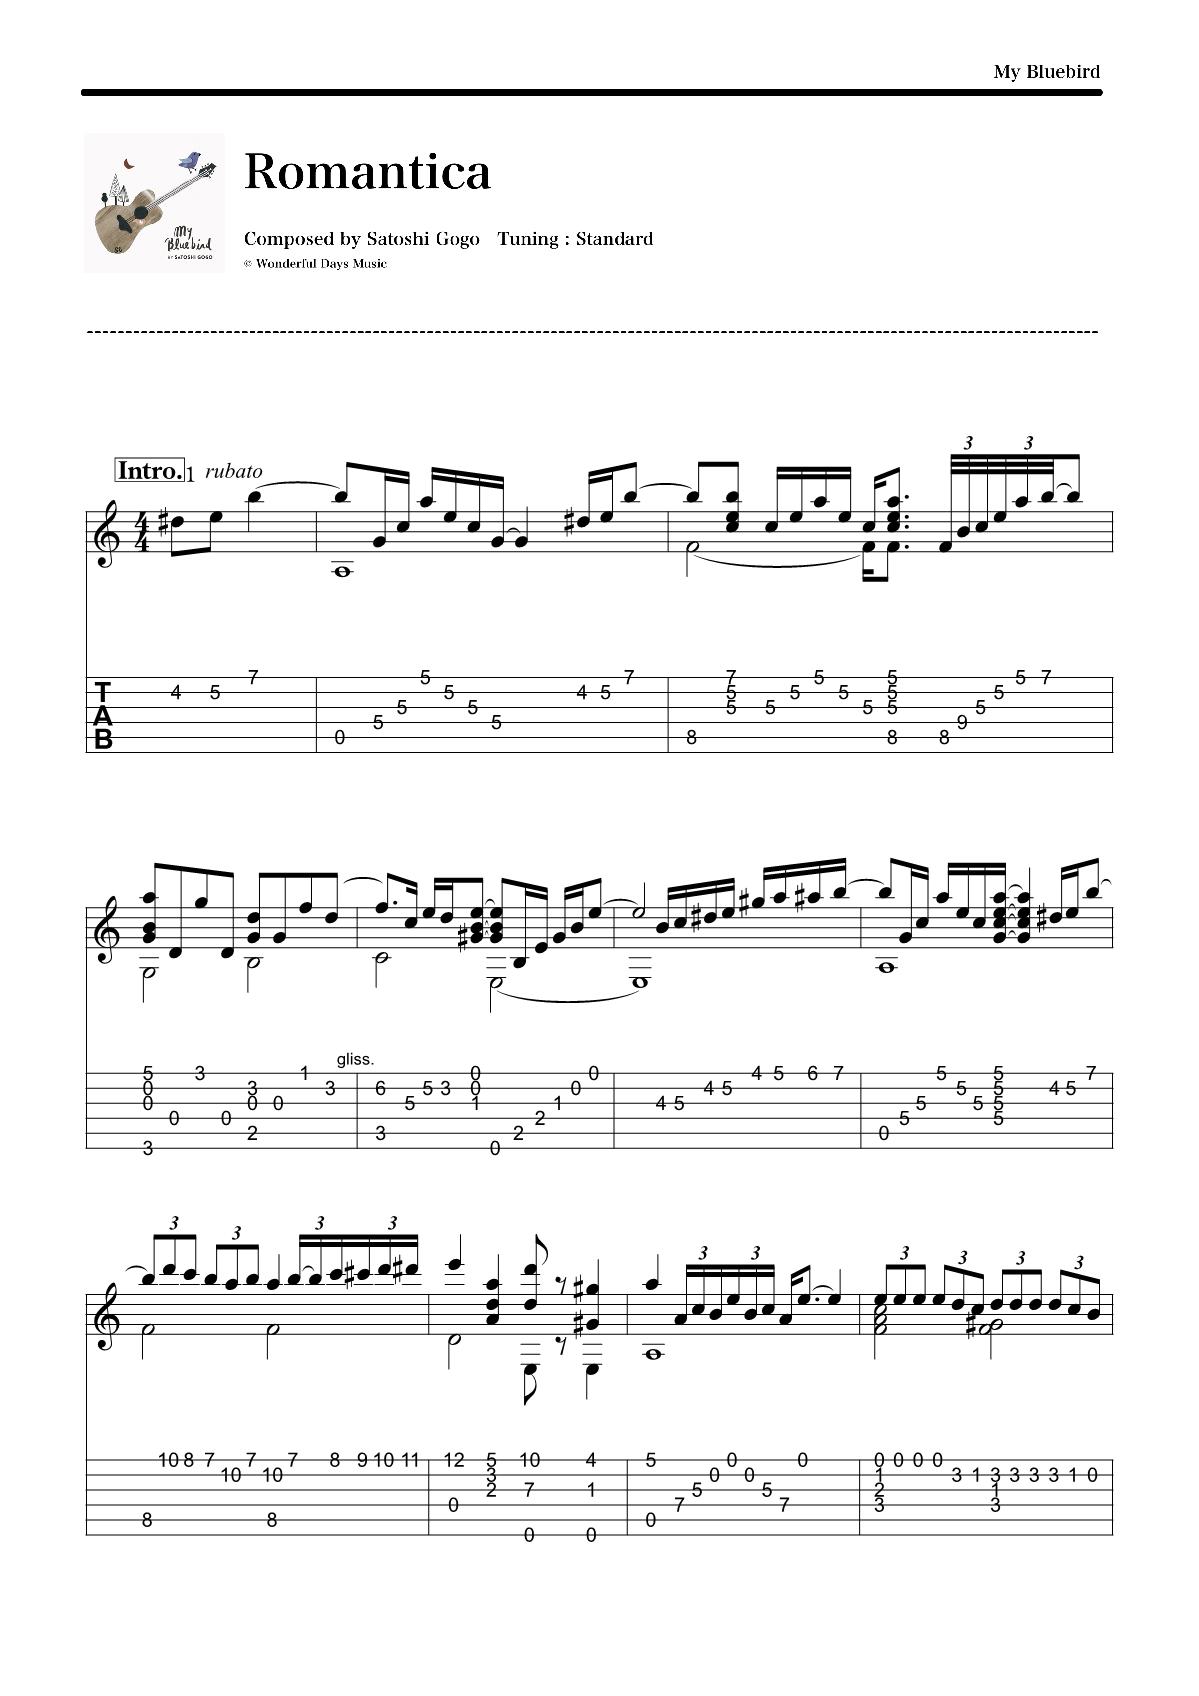 My Bluebird
Romantica
My
Bluebird
BY SATOSHI GOGO
Composed by Satoshi Gogo Tuning : Standard
© Wonderful Days Music
Intro. 1 rubato
3 3
4
4
T
A
B
4 5 7
0 5 5 5 5 5 5 4 5 7
8 7 5 5 5 5 5 5 5 5 5 5 8 8 9 5 5 5 7
gliss.
5 0 0 3 0 3 0 3 0 2 0 1 3
6 3 5 5 3 0 0 1 0 2 2 1 0 0
4 5 4 5 4 5 6 7
0 5 5 5 5 5 5 5 5 5 4 5 7
3 3 3 3 3 3 3 3 3 3
8 10 8 7 10 7 10 8 7 8 9 10 11
12 0 5 3 2 10 7 0 4 1 0
5 0 7 5 0 0 0 5 7 0
0 1 2 3 0 0 0 3 1 3 1 3 3 3 3 1 0